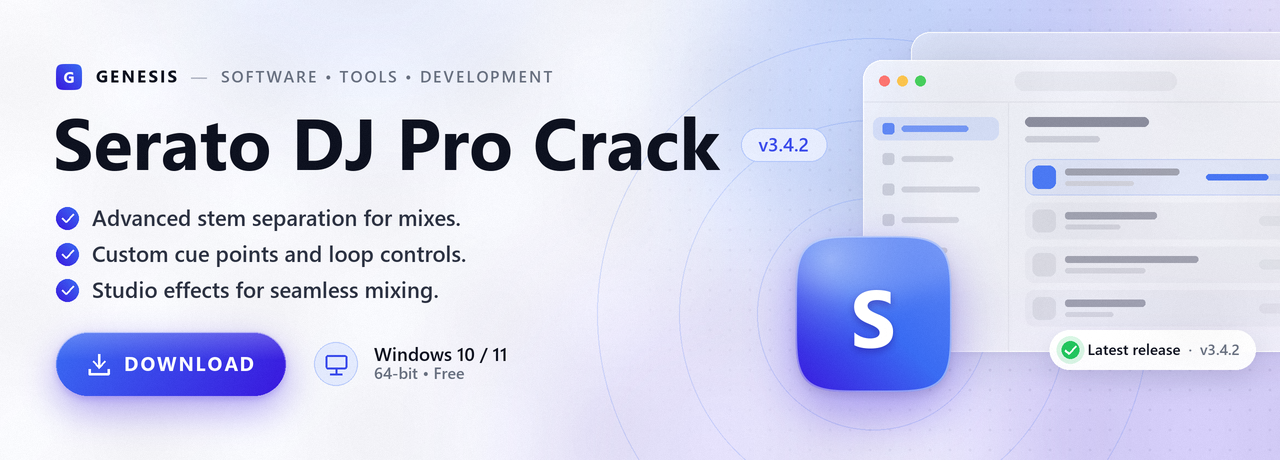 G GENESIS — SOFTWARE • TOOLS • DEVELOPMENT
Serato DJ Pro Crack v3.4.2
Advanced stem separation for mixes.
Custom cue points and loop controls.
Studio effects for seamless mixing.
DOWNLOAD
Windows 10 / 11
64-bit • Free
S
Latest release · v3.4.2